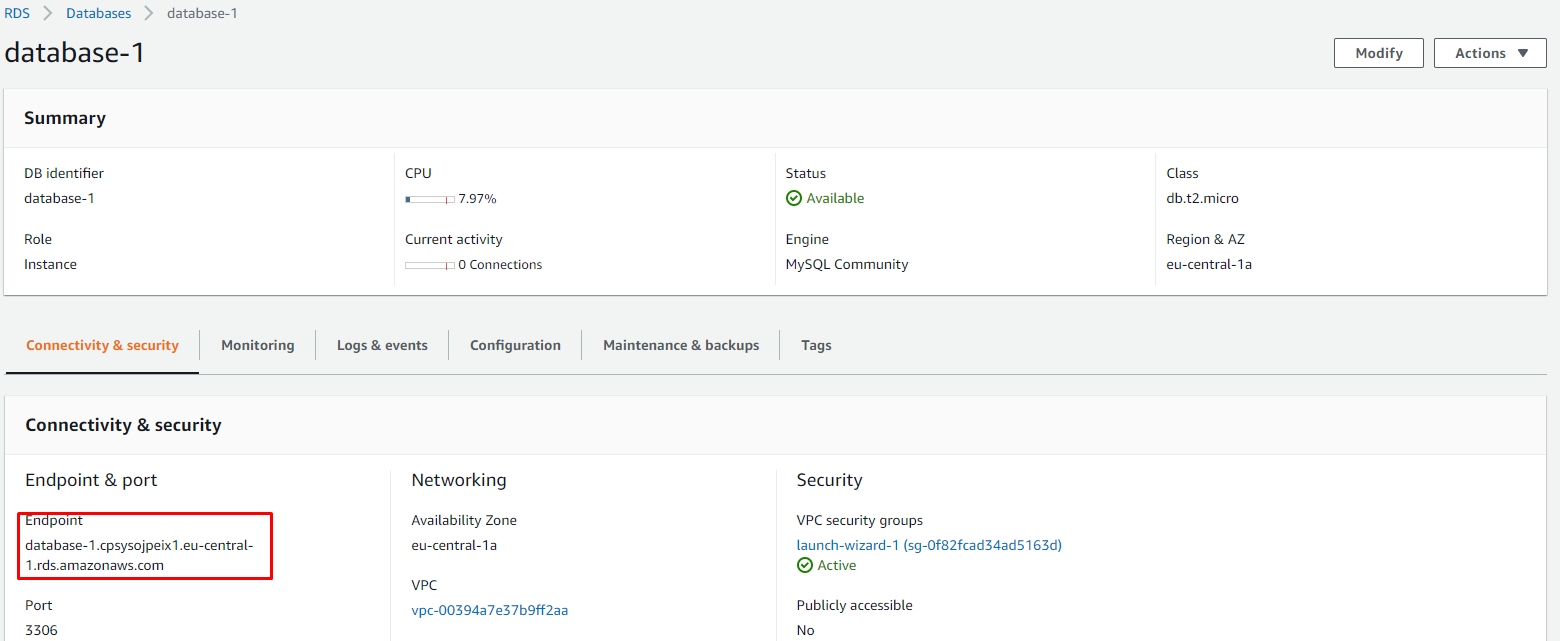 RDS > Databases > database-1
database-1
Modify
Actions ▼
Summary
DB identifier
database-1
CPU
7.97%
Status
Available
Class
db.t2.micro
Role
Instance
Current activity
0 Connections
Engine
MySQL Community
Region & AZ
eu-central-1a
Connectivity & security
Monitoring
Logs & events
Configuration
Maintenance & backups
Tags
Connectivity & security
Endpoint & port
Endpoint
database-1.cpsysojpeix1.eu-central-
1.rds.amazonaws.com
Port
3306
Networking
Availability Zone
eu-central-1a
VPC
vpc-00394a7e37b9ff2aa
Security
VPC security groups
launch-wizard-1 (sg-0f82fcad34ad5163d)
Active
Publicly accessible
No